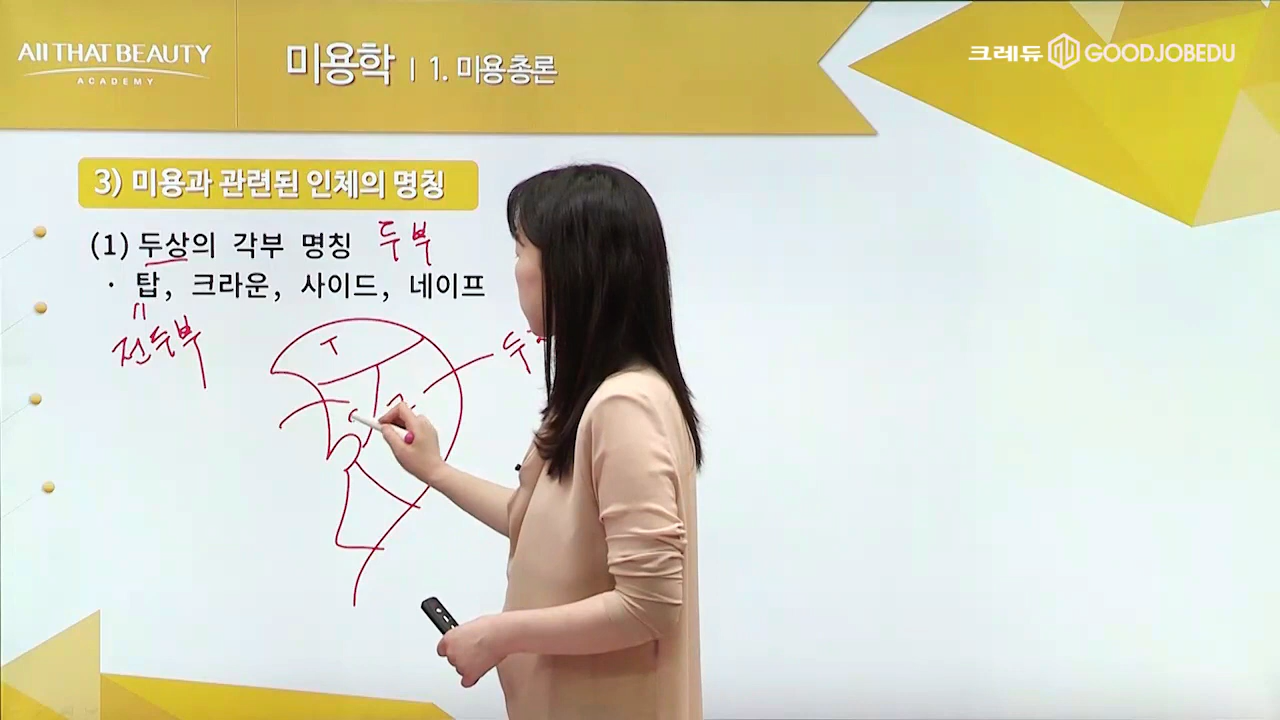 All THAT BEAUTY
ACADEMY
미용학 | 1. 미용 총론
크레듀 GOODJOBEDU
3) 미용과 관련된 인체의 명칭
(1) 두상의 각부 명칭 두부
· 탑, 크라운, 사이드, 네이프
전두부
T
두